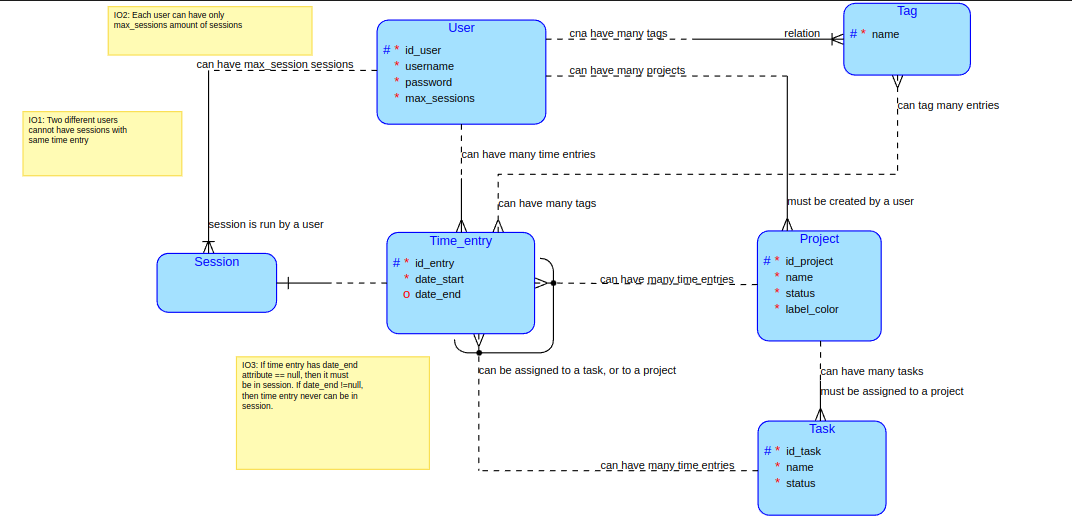 IO2: Each user can have only
max_sessions amount of sessions
User
# * id_user
* username
* password
* max_sessions
Tag
# * name
cna have many tags
relation
can have max_session sessions
can have many projects
can tag many entries
IO1: Two different users
cannot have sessions with
same time entry
can have many time entries
can have many tags
must be created by a user
session is run by a user
Session
Time_entry
# * id_entry
* date_start
o date_end
can have many time entries
Project
# * id_project
* name
* status
* label_color
IO3: If time entry has date_end
attribute == null, then it must
be in session. If date_end !=null,
then time entry never can be in
session.
can be assigned to a task, or to a project
can have many tasks
must be assigned to a project
can have many time entries
Task
# * id_task
* name
* status